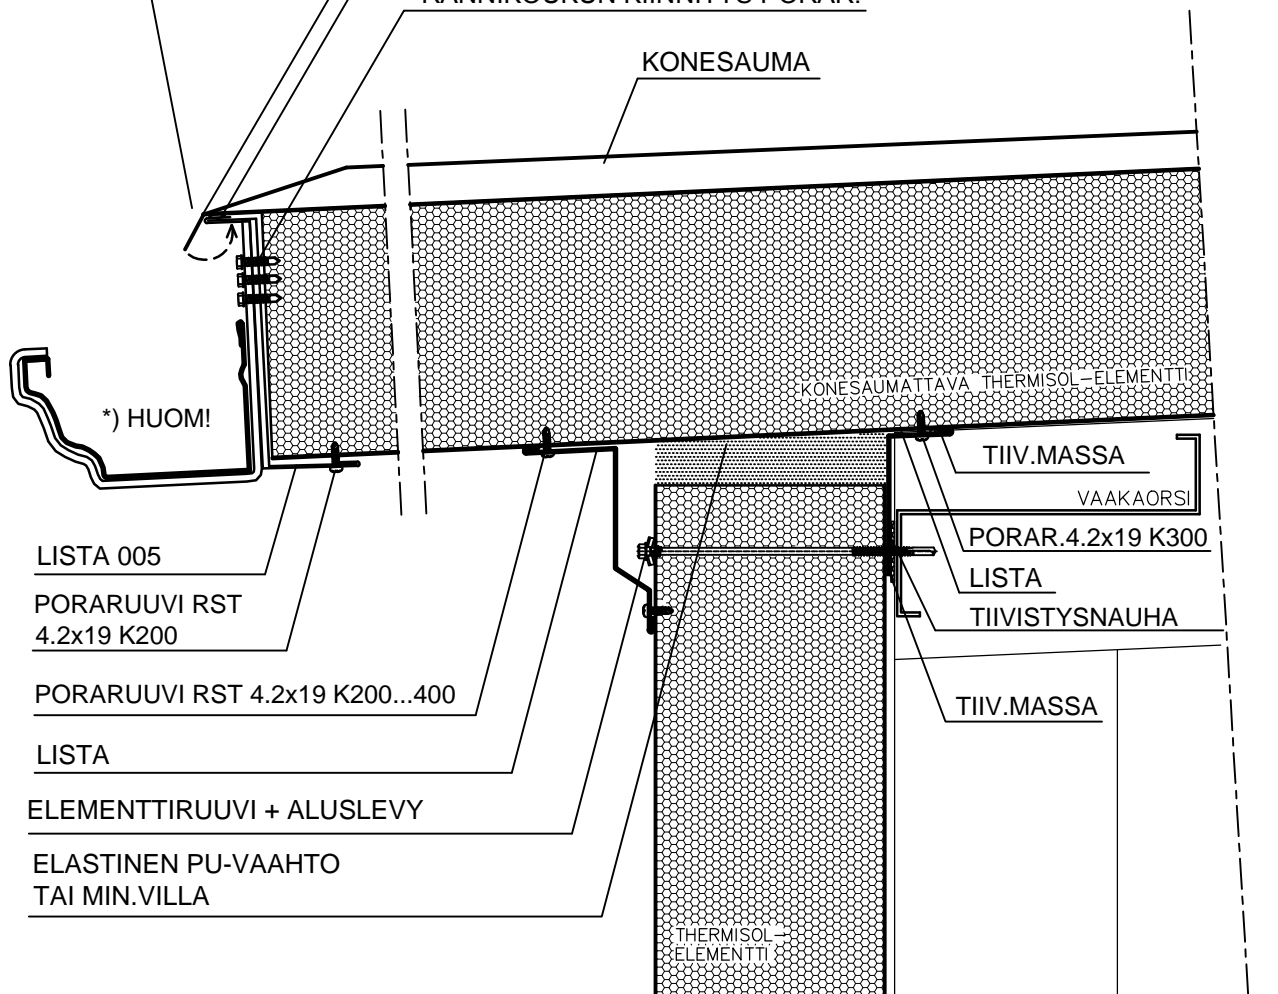 KONESAUMA
KONESAUMATTAVA THERMISOL-ELEMENTTI
*) HUOM!
TIIV.MASSA
VAAKAORSI
PORAR.4.2x19 K300
LISTA
TIIVISTYSNAUHA
TIIV.MASSA
LISTA 005
PORARUUVI RST
4.2x19 K200
PORARUUVI RST 4.2x19 K200...400
LISTA
ELEMENTTIRUUVI + ALUSLEVY
ELASTINEN PU-VAAHTO
TAI MIN.VILLA
THERMISOL-
ELEMENTTI